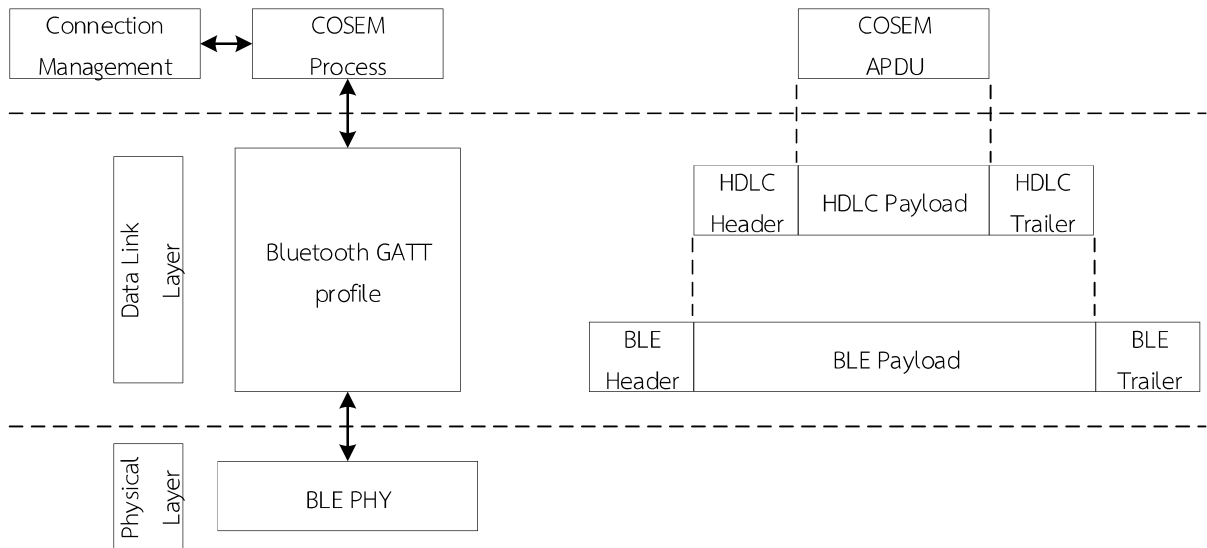 Connection
Management
COSEM
Process
COSEM
APDU
Data Link
Layer
Bluetooth GATT
profile
HDLC
Header
HDLC Payload
HDLC
Trailer
BLE
Header
BLE Payload
BLE
Trailer
Physical
Layer
BLE PHY